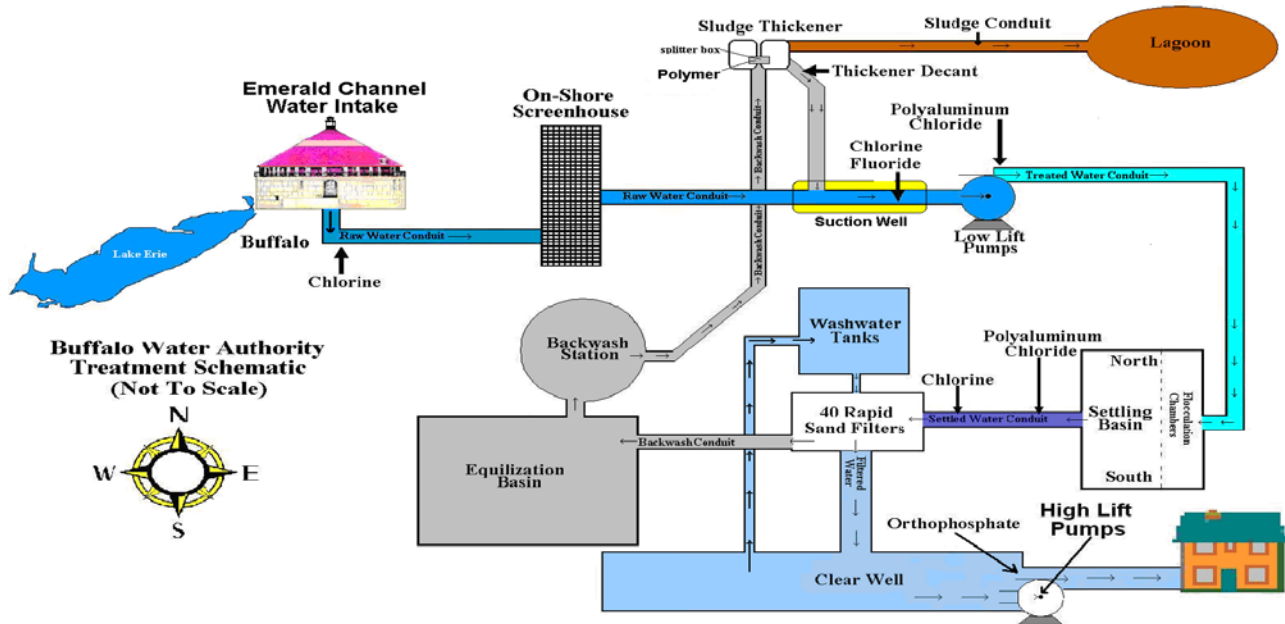 Sludge Thickener
splitter box
Polymer
Sludge Conduit
Lagoon
Thickener Decant
Emerald Channel
Water Intake
On-Shore
Screenhouse
Polyaluminum
Chloride
Chlorine
Fluoride
Backwash Conduit
Backwash Conduit
Treated Water Conduit
Raw Water Conduit
Suction Well
Low Lift
Pumps
Lake Erie
Buffalo
Raw Water Conduit
Chlorine
Buffalo Water Authority
Treatment Schematic
(Not To Scale)
N
W
E
S
Backwash
Station
Washwater
Tanks
Polyaluminum
Chloride
Chlorine
North
Settling
Basin
South
Flocculation
Chambers
Settled Water Conduit
40 Rapid
Sand Filters
Backwash Conduit
Equilization
Basin
Filtered
Water
Orthophosphate
High Lift
Pumps
Clear Well